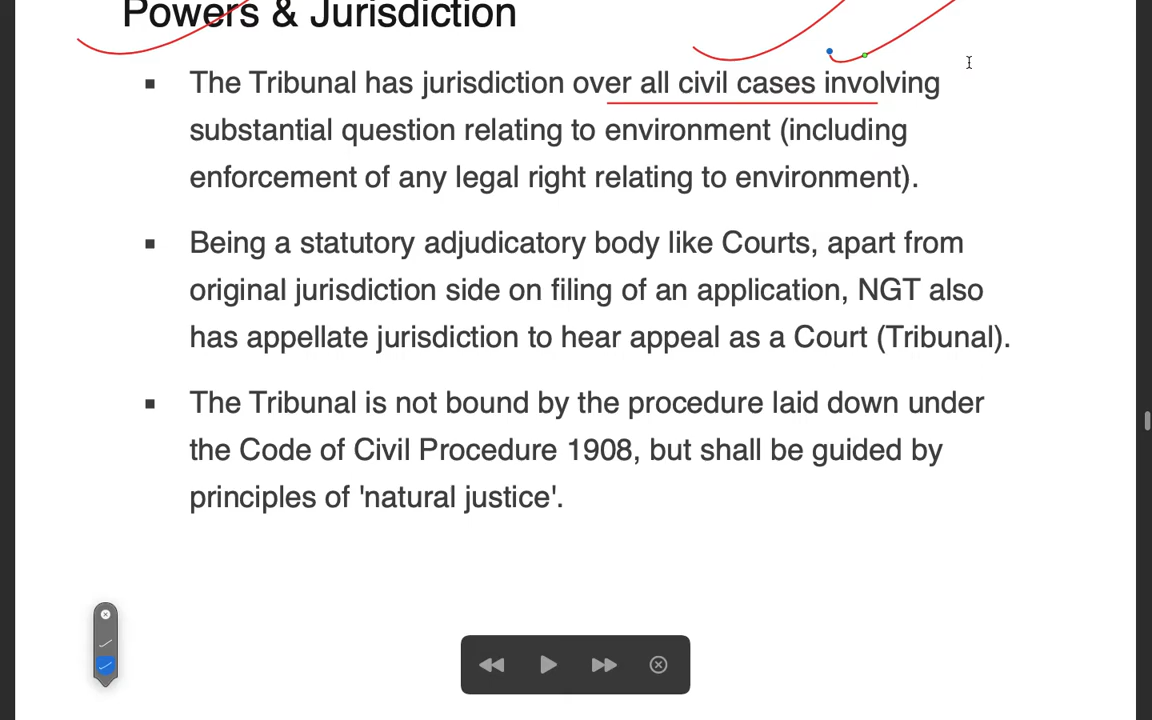 Powers & Jurisdiction
▪ The Tribunal has jurisdiction over all civil cases involving
substantial question relating to environment (including
enforcement of any legal right relating to environment).
▪ Being a statutory adjudicatory body like Courts, apart from
original jurisdiction side on filing of an application, NGT also
has appellate jurisdiction to hear appeal as a Court (Tribunal).
▪ The Tribunal is not bound by the procedure laid down under
the Code of Civil Procedure 1908, but shall be guided by
principles of 'natural justice'.